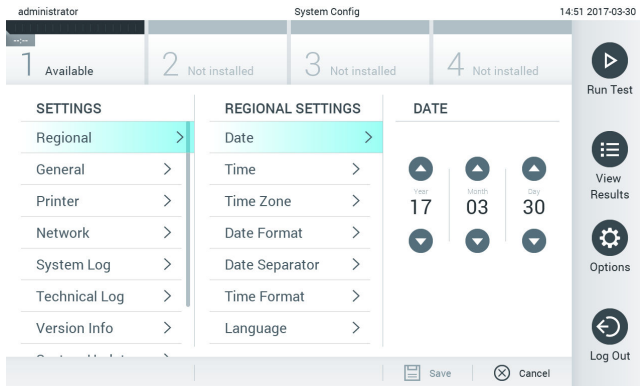 administrator System Config 14:51 2017-03-30
--:--
1 Available 2 Not installed 3 Not installed 4 Not installed
Run Test
SETTINGS REGIONAL SETTINGS DATE
Regional Date
General Time
Printer Time Zone
Network Date Format
System Log Date Separator
Technical Log Time Format
Version Info Language
Year Month Day
17 03 30
View
Results
Options
Log Out
Save Cancel